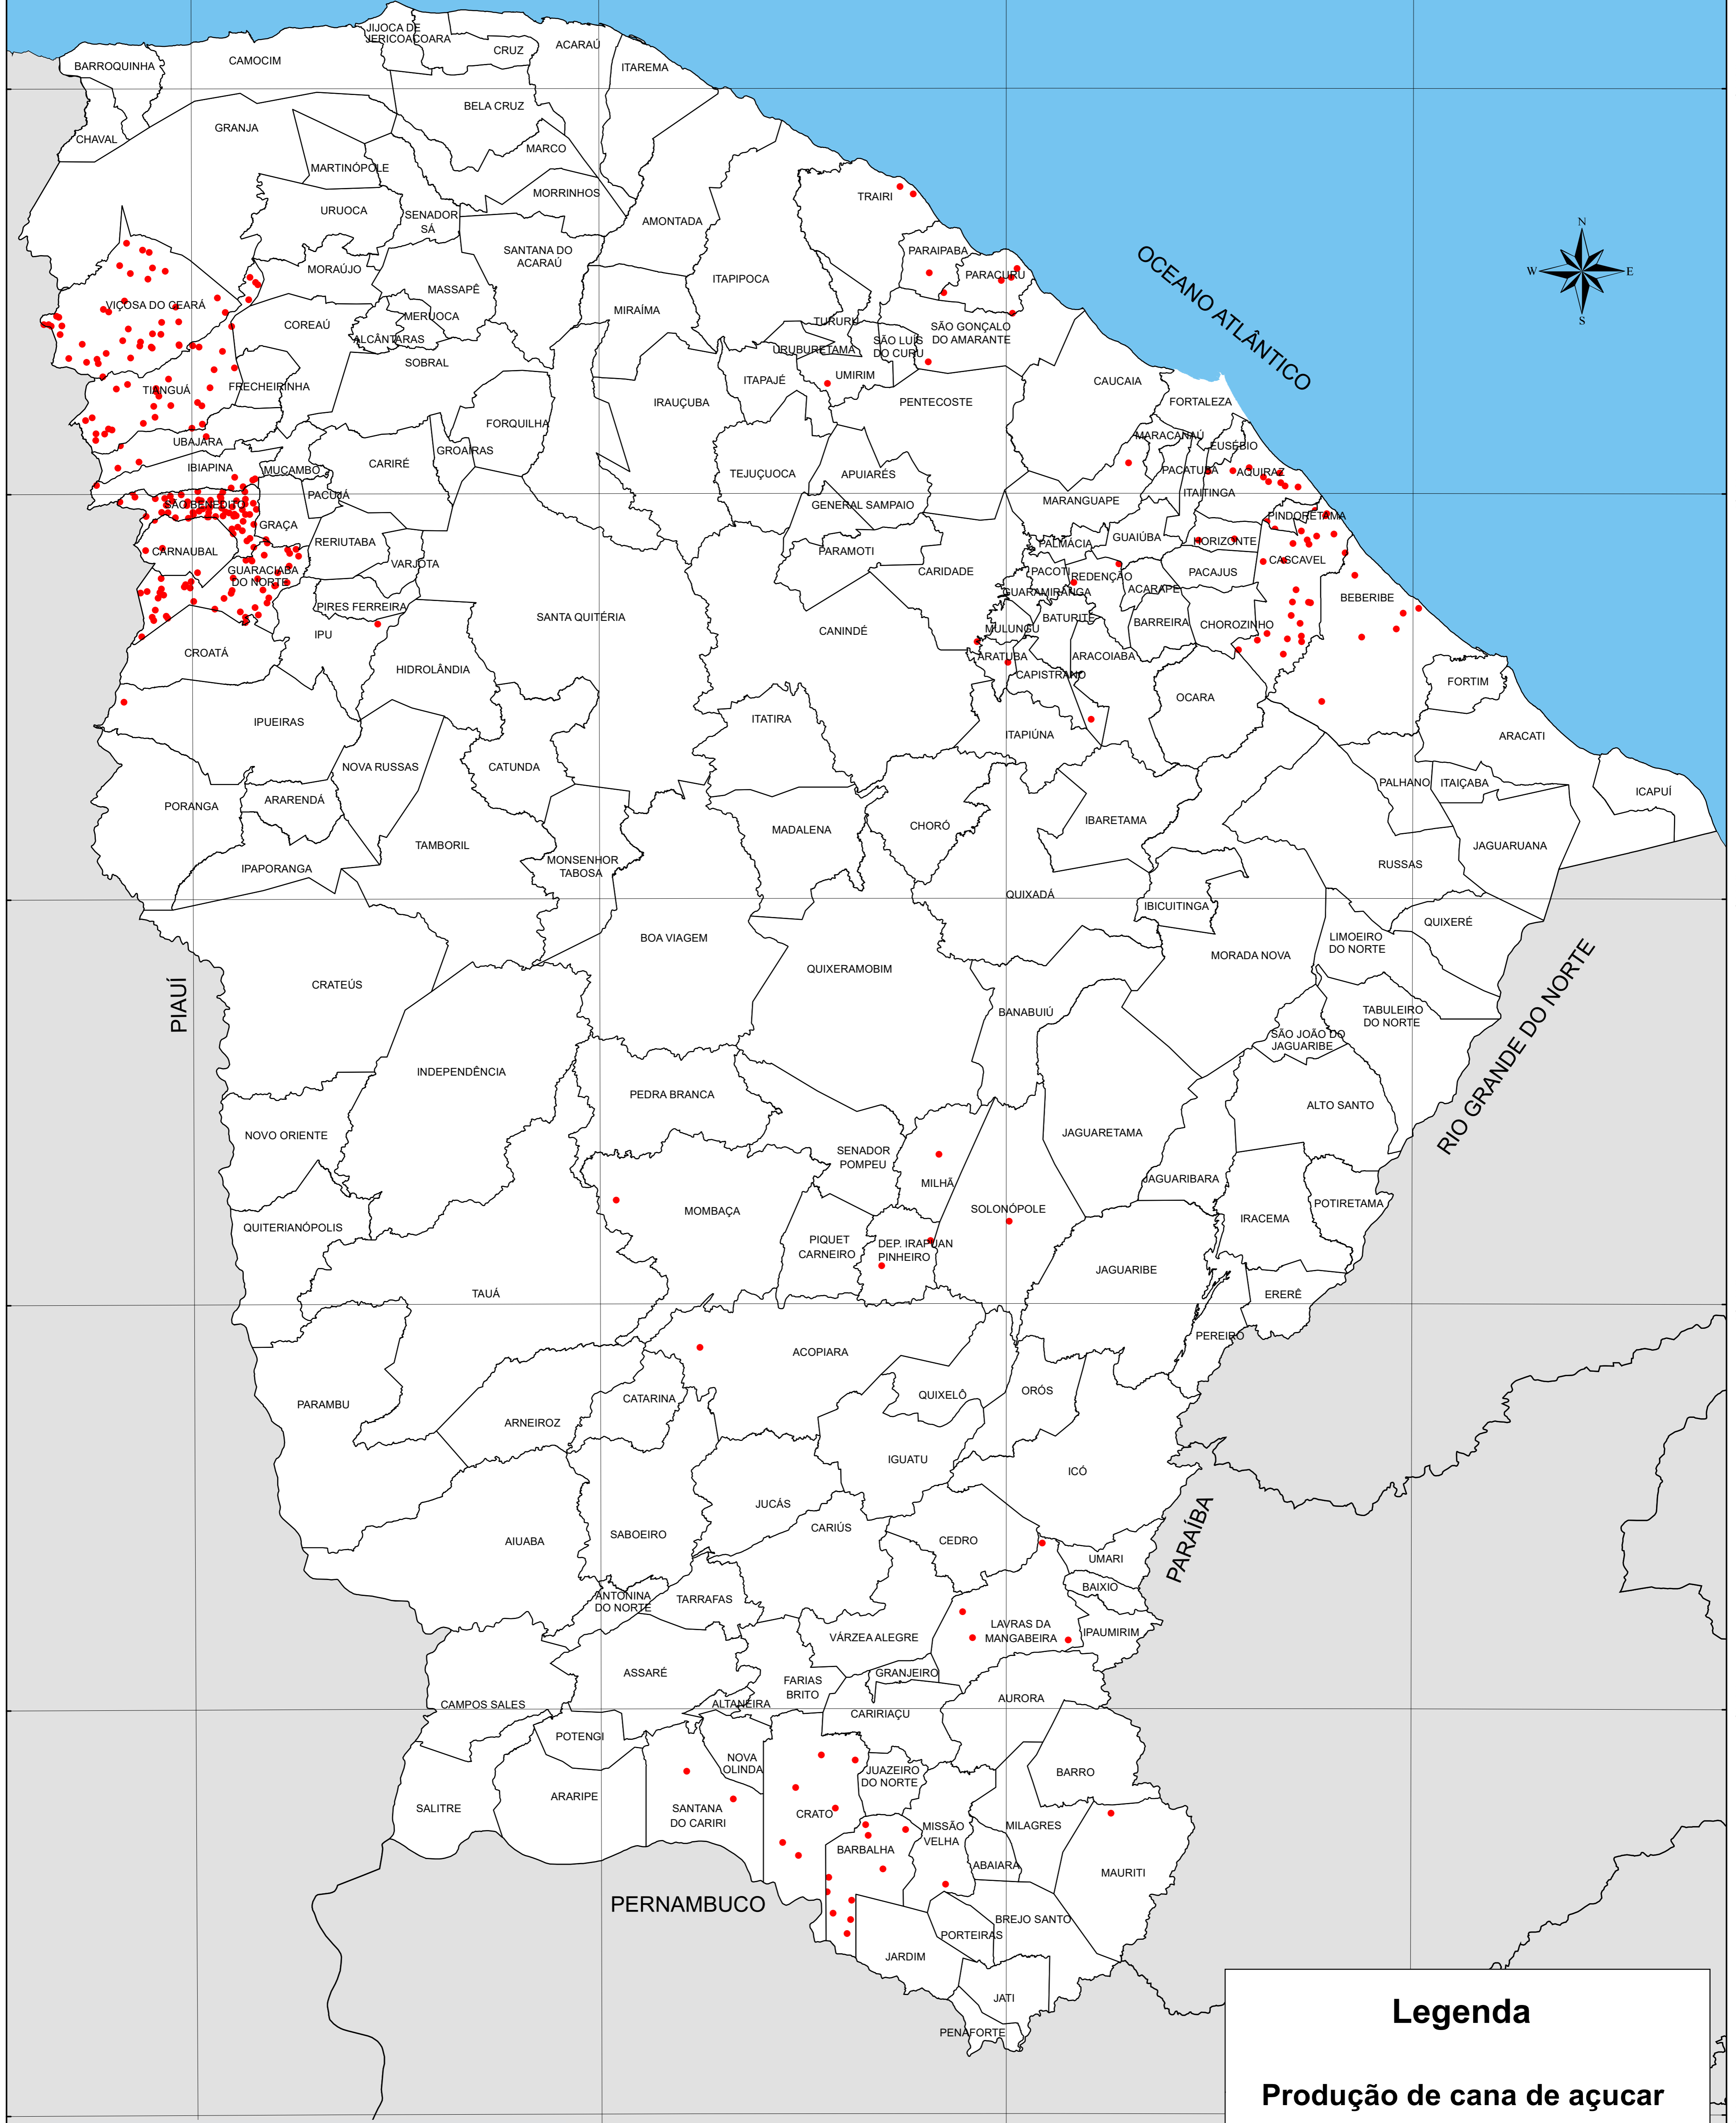 JIJOCA DE
JERICOACOARA
CRUZ
ACARAÚ
ITAREMA
BARROQUINHA
CAMOCIM
BELA CRUZ
CHAVAL
GRANJA
MARCO
MARTINÓPOLE
MORRINHOS
URUOCA
SENADOR
SÁ
AMONTADA
TRAIRI
SANTANA DO
ACARAÚ
MORAÚJO
ITAPIPOCA
PARAIPABA
PARACURU
N
W
E
S
OCEANO ATLÂNTICO
VIÇOSA DO CEARÁ
MASSAPÊ
MERUOCA
MIRAÍMA
COREAÚ
ALCÂNTARAS
TURURU
SÃO LUÍS
DO CURU
SÃO GONÇALO
DO AMARANTE
URUBURETAMA
SOBRAL
TIANGUÁ
FRECHEIRINHA
ITAPAJÉ
UMIRIM
CAUCAIA
IRAUÇUBA
PENTECOSTE
FORTALEZA
FORQUILHA
UBAJARA
GROAÍRAS
MARACANAÚ
EUSÉBIO
IBIAPINA
MUCAMBO
CARIRÉ
TEJUÇUOCA
APUIARÉS
PACATUBA
AQUIRAZ
PACUJÁ
ITAITINGA
MARANGUAPE
SÃO BENEDITO
GENERAL SAMPAIO
PINDORETAMA
GRAÇA
RERIUTABA
PALMÁCIA
GUAIÚBA
HORIZONTE
CARNAUBAL
PARAMOTI
CASCAVEL
VARJOTA
GUARACIABA
DO NORTE
CARIDADE
PACOTI
REDENÇÃO
PACAJUS
GUARAMIRANGA
ACARAPE
BEBERIBE
PIRES FERREIRA
SANTA QUITÉRIA
CANINDÉ
MULUNGU
BATURITÉ
BARREIRA
CHOROZINHO
IPU
CROATÁ
ARATUBA
ARACOIABA
HIDROLÂNDIA
CAPISTRANO
FORTIM
OCARA
IPUEIRAS
ITATIRA
ITAPIÚNA
ARACATI
NOVA RUSSAS
CATUNDA
PALHANO
ITAIÇABA
ICAPUÍ
PORANGA
ARARENDÁ
MADALENA
CHORÓ
IBARETAMA
TAMBORIL
JAGUARUANA
MONSENHOR
TABOSA
IPAPORANGA
RUSSAS
QUIXADÁ
IBICUITINGA
QUIXERÉ
BOA VIAGEM
LIMOEIRO
DO NORTE
MORADA NOVA
QUIXERAMOBIM
CRATEÚS
PIAUÍ
BANABUIÚ
TABULEIRO
DO NORTE
SÃO JOÃO DO
JAGUARIBE
RIO GRANDE DO NORTE
INDEPENDÊNCIA
PEDRA BRANCA
ALTO SANTO
NOVO ORIENTE
JAGUARETAMA
SENADOR
POMPEU
MILHÃ
JAGUARIBARA
POTIRETAMA
SOLONÓPOLE
MOMBAÇA
IRACEMA
QUITERIANÓPOLIS
PIQUET
CARNEIRO
DEP. IRAPUAN
PINHEIRO
JAGUARIBE
TAUÁ
ERERÊ
PEREIRO
ACOPIARA
ORÓS
QUIXELÔ
CATARINA
PARAMBU
ARNEIROZ
IGUATU
ICÓ
JUCÁS
CARIÚS
SABOEIRO
AIUABA
CEDRO
PARAÍBA
UMARI
BAIXIO
ANTONINA
DO NORTE
TARRAFAS
LAVRAS DA
MANGABEIRA
IPAUMIRIM
VÁRZEA ALEGRE
ASSARÉ
GRANJEIRO
FARIAS
BRITO
CAMPOS SALES
ALTANEIRA
AURORA
CARIRIAÇU
POTENGI
NOVA
OLINDA
JUAZEIRO
DO NORTE
BARRO
ARARIPE
SALITRE
SANTANA
DO CARIRI
CRATO
MISSÃO
VELHA
MILAGRES
BARBALHA
ABAIARA
MAURITI
PERNAMBUCO
BREJO SANTO
PORTEIRAS
JARDIM
JATI
PENAFORTE
Legenda
Produção de cana de açucar